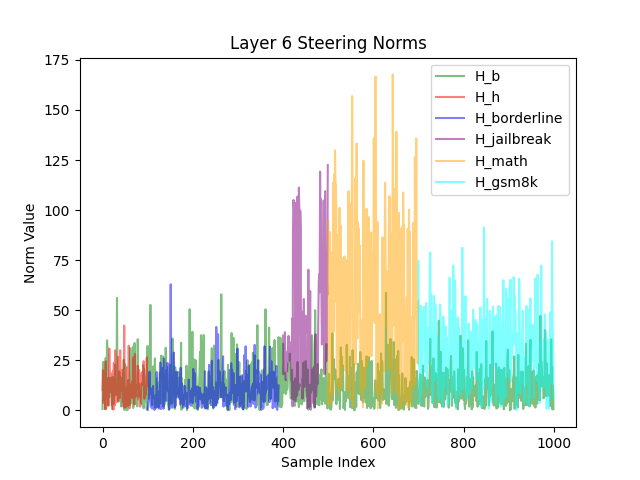 Layer 6 Steering Norms
175
150
125
100
75
50
25
0
Norm Value
0 200 400 600 800 1000
Sample Index
H_b
H_h
H_borderline
H_jailbreak
H_math
H_gsm8k